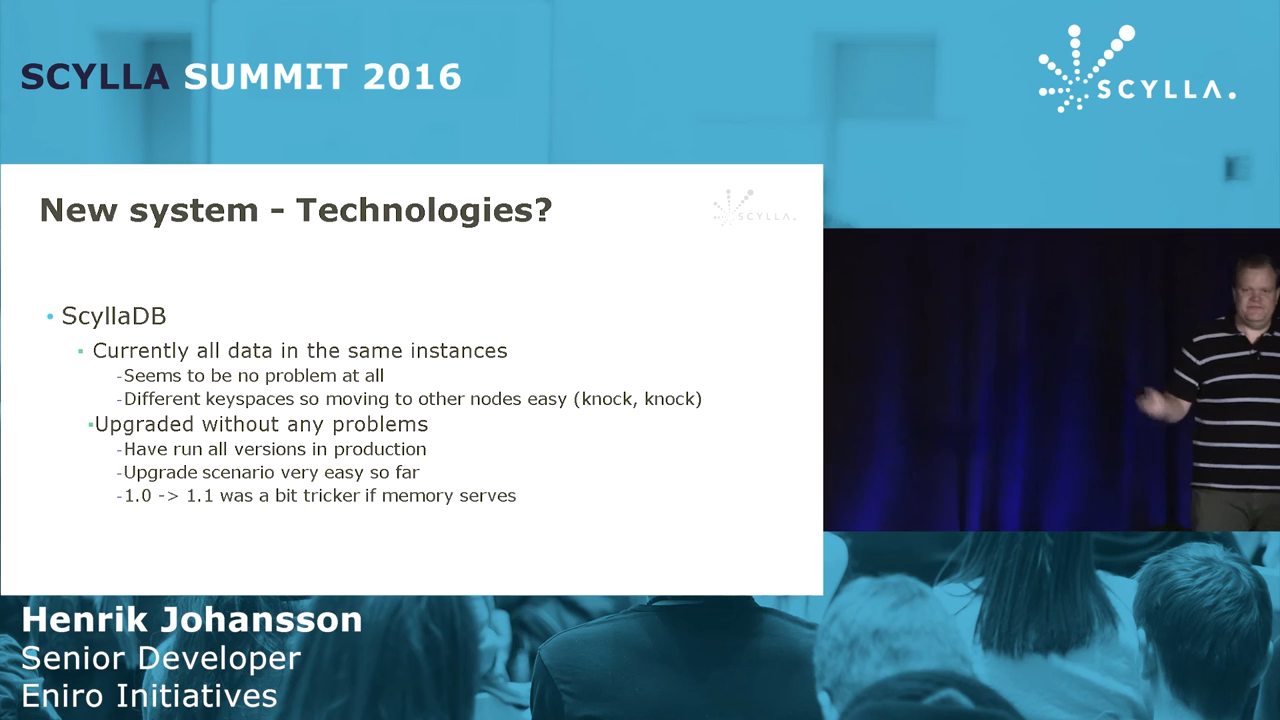 SCYLLA SUMMIT 2016
SCYLLA.
New system - Technologies?
SCYLLA.
• ScyllaDB
▪ Currently all data in the same instances
-Seems to be no problem at all
-Different keyspaces so moving to other nodes easy (knock, knock)
▪Upgraded without any problems
-Have run all versions in production
-Upgrade scenario very easy so far
-1.0 -> 1.1 was a bit tricker if memory serves
Henrik Johansson
Senior Developer
Eniro Initiatives